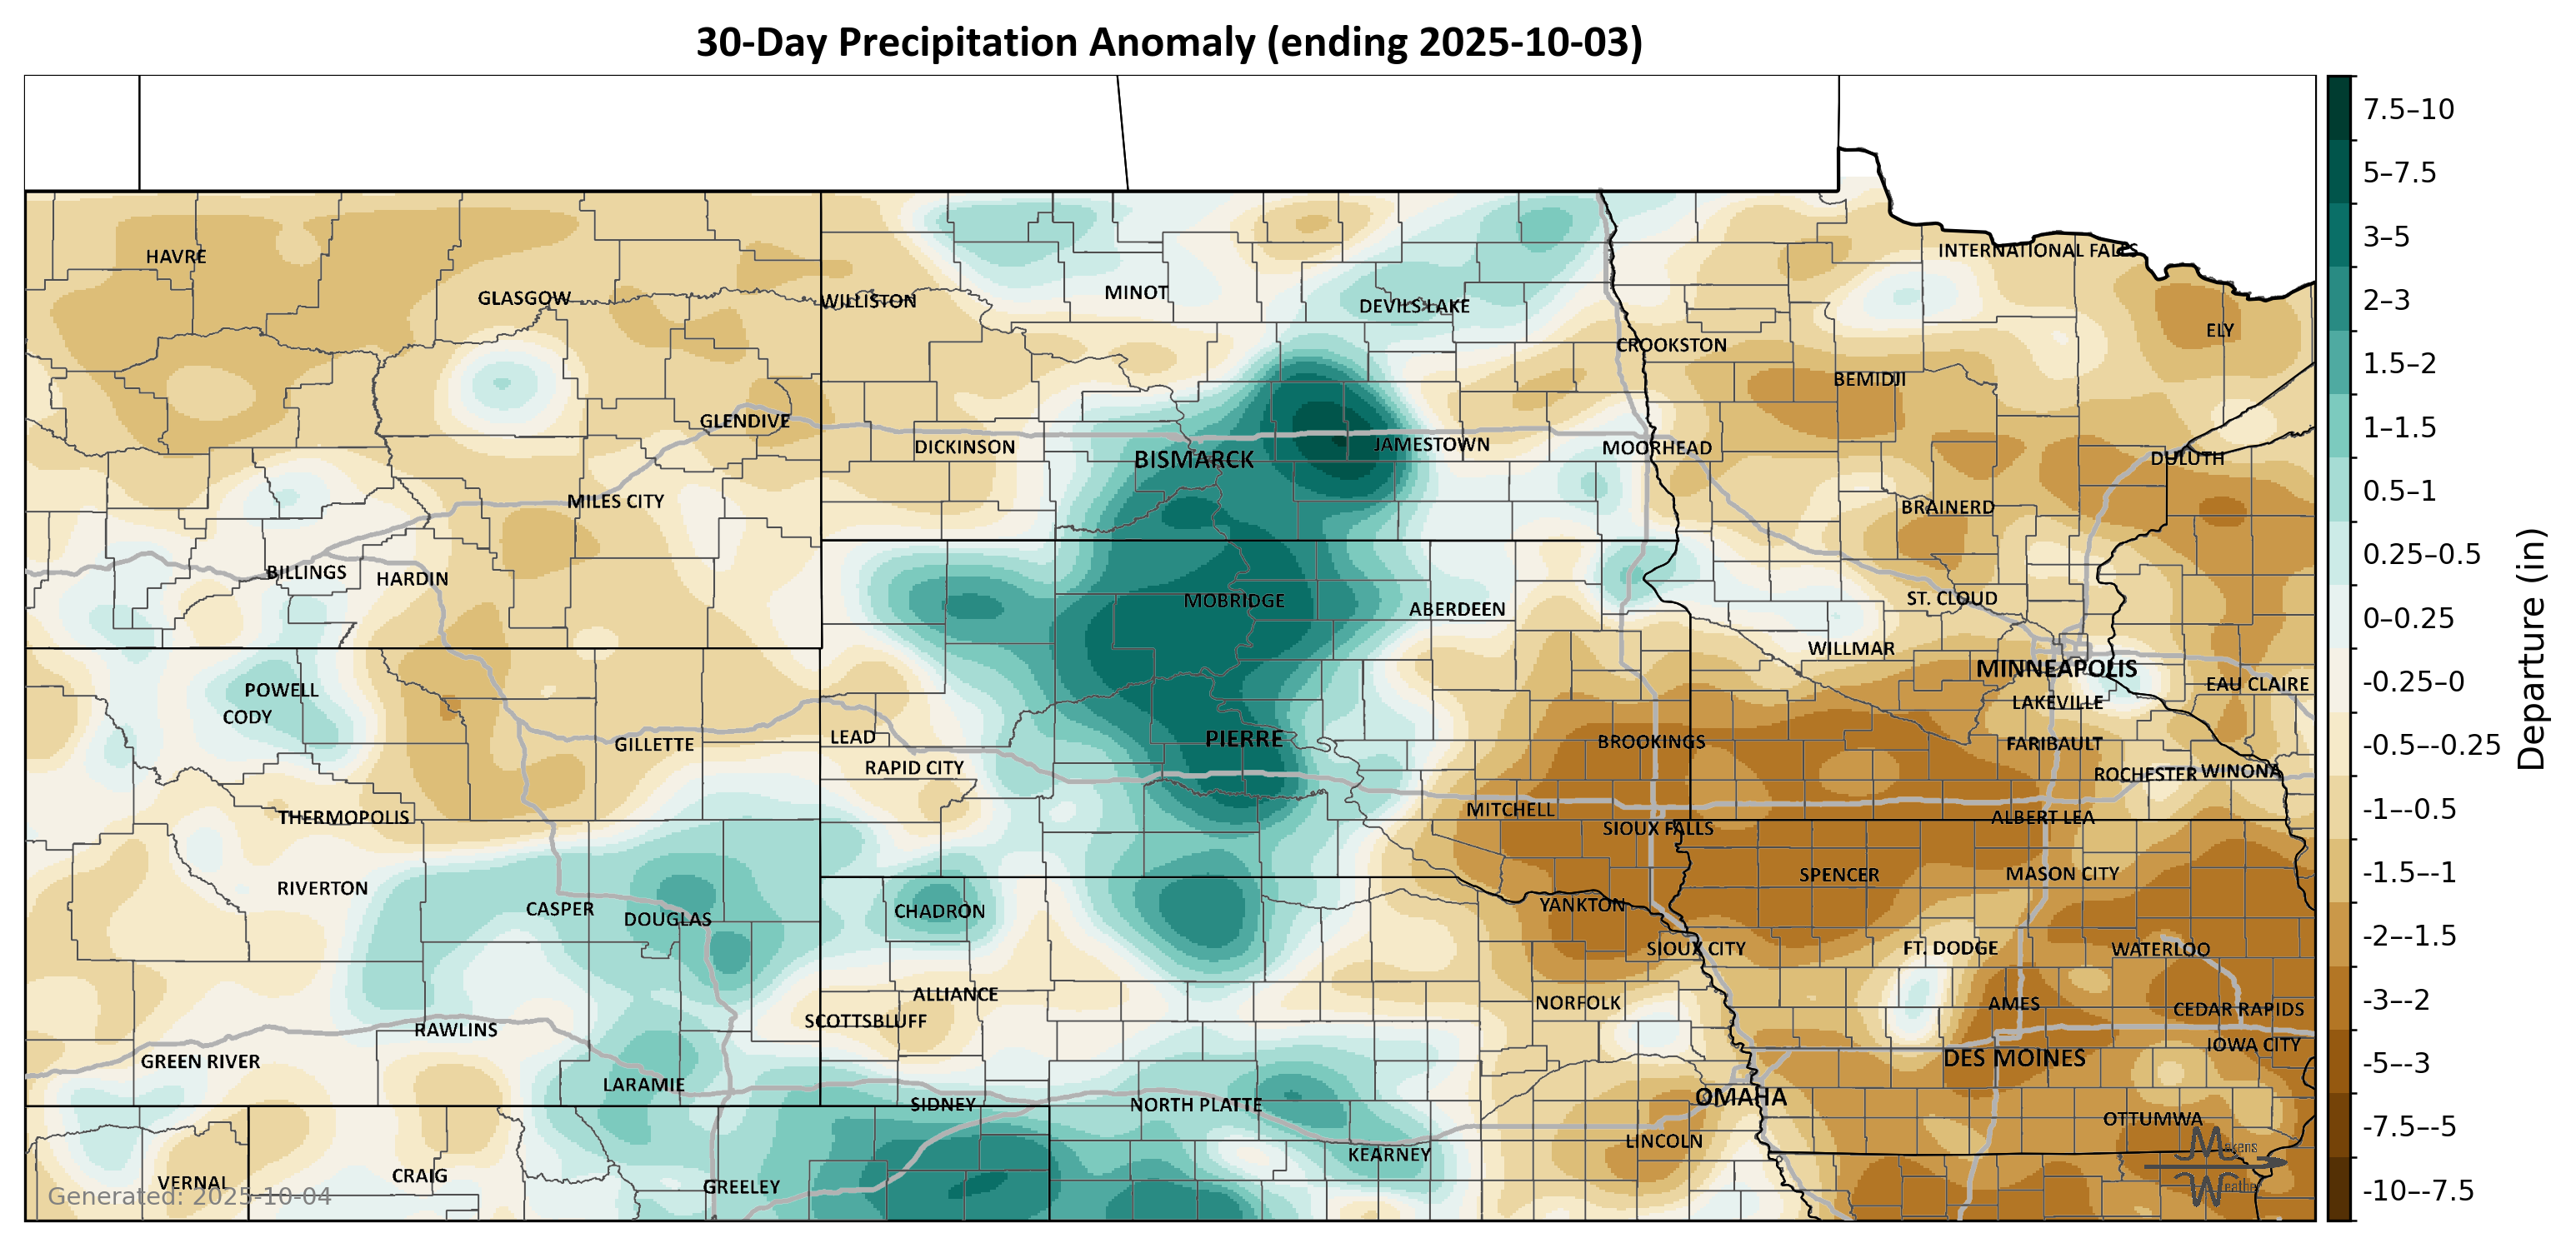 30-Day Precipitation Anomaly (ending 2025-10-03)
HAVRE
INTERNATIONAL FALLS
GLASGOW
WILLISTON
MINOT
DEVILS LAKE
ELY
CROOKSTON
BEMIDJI
GLENDIVE
DICKINSON
BISMARCK
JAMESTOWN
MOORHEAD
DULUTH
MILES CITY
BRAINERD
BILLINGS
HARDIN
MOBRIDGE
ABERDEEN
ST. CLOUD
WILLMAR
MINNEAPOLIS
POWELL
EAU CLAIRE
CODY
LAKEVILLE
GILLETTE
LEAD
PIERRE
BROOKINGS
FARIBAULT
RAPID CITY
ROCHESTER
WINONA
THERMOPOLIS
MITCHELL
ALBERT LEA
SIOUX FALLS
RIVERTON
SPENCER
MASON CITY
CASPER
DOUGLAS
CHADRON
YANKTON
SIOUX CITY
FT. DODGE
WATERLOO
ALLIANCE
NORFOLK
AMES
CEDAR RAPIDS
SCOTTSBLUFF
RAWLINS
IOWA CITY
GREEN RIVER
DES MOINES
LARAMIE
SIDNEY
NORTH PLATTE
OMAHA
OTTUMWA
LINCOLN
KEARNEY
VERNAL
CRAIG
GREELEY
Generated: 2025-10-04
7.5–10
5–7.5
3–5
2–3
1.5–2
1–1.5
0.5–1
0.25–0.5
0–0.25
-0.25–0
-0.5–-0.25
-1–-0.5
-1.5–-1
-2–-1.5
-3–-2
-5–-3
-7.5–-5
-10–-7.5
Departure (in)